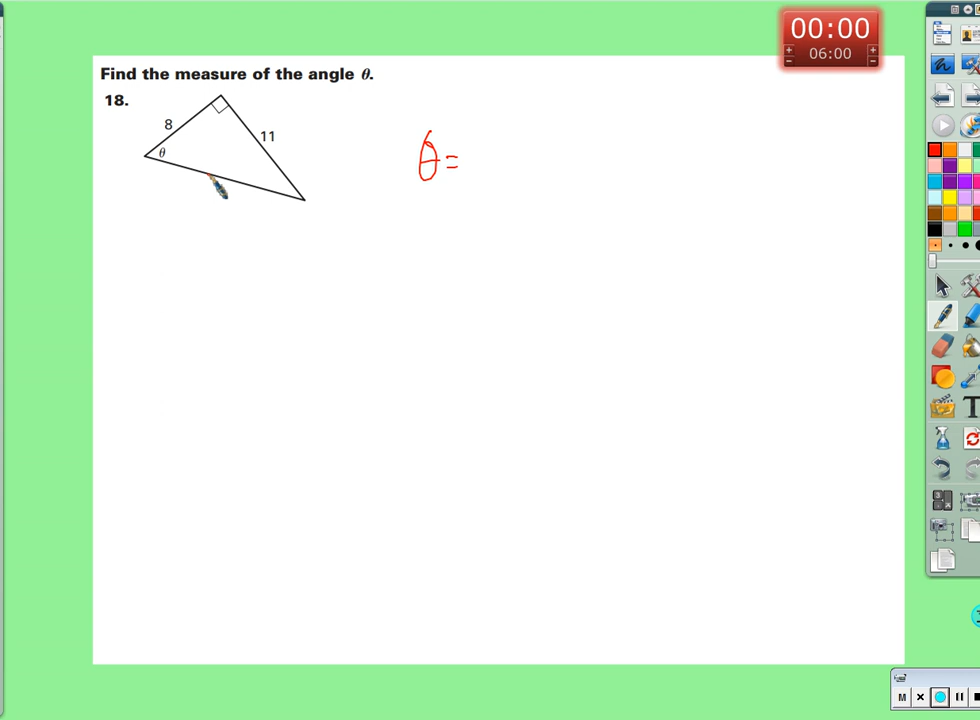 00:00
06:00
Find the measure of the angle θ.
18.
8
11
θ
θ=
M